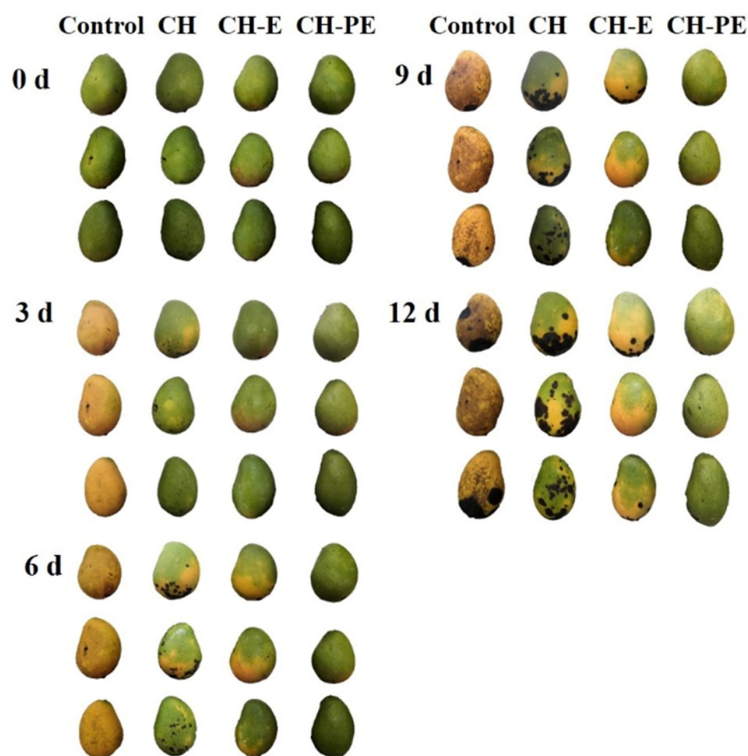 Control CH CH-E CH-PE
0 d
3 d
6 d
Control CH CH-E CH-PE
9 d
12 d